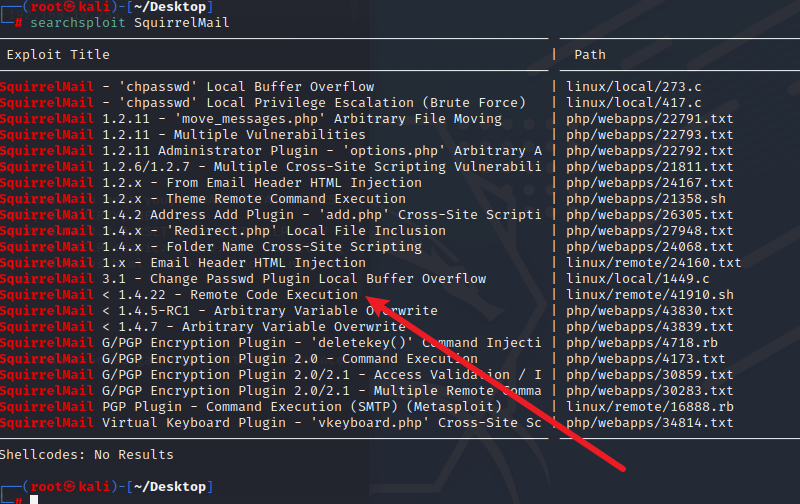 ┌──(root㉿kali)-[~/Desktop]
└─# searchsploit SquirrelMail
Exploit Title | Path
SquirrelMail - 'chpasswd' Local Buffer Overflow | linux/local/273.c
SquirrelMail - 'chpasswd' Local Privilege Escalation (Brute Force) | linux/local/417.c
SquirrelMail 1.2.11 - 'move_messages.php' Arbitrary File Moving | php/webapps/22791.txt
SquirrelMail 1.2.11 - Multiple Vulnerabilities | php/webapps/22793.txt
SquirrelMail 1.2.11 Administrator Plugin - 'options.php' Arbitrary A | php/webapps/22792.txt
SquirrelMail 1.2.6/1.2.7 - Multiple Cross-Site Scripting Vulnerabili | php/webapps/21811.txt
SquirrelMail 1.2.x - From Email Header HTML Injection | php/webapps/24167.txt
SquirrelMail 1.2.x - Theme Remote Command Execution | php/webapps/21358.sh
SquirrelMail 1.4.2 Address Add Plugin - 'add.php' Cross-Site Scripti | php/webapps/26305.txt
SquirrelMail 1.4.x - 'Redirect.php' Local File Inclusion | php/webapps/27948.txt
SquirrelMail 1.4.x - Folder Name Cross-Site Scripting | php/webapps/24068.txt
SquirrelMail 1.x - Email Header HTML Injection | linux/remote/24160.txt
SquirrelMail 3.1 - Change Passwd Plugin Local Buffer Overflow | linux/local/1449.c
SquirrelMail < 1.4.22 - Remote Code Execution | linux/remote/41910.sh
SquirrelMail < 1.4.5-RC1 - Arbitrary Variable Overwrite | php/webapps/43830.txt
SquirrelMail < 1.4.7 - Arbitrary Variable Overwrite | php/webapps/43839.txt
SquirrelMail G/PGP Encryption Plugin - 'deletekey()' Command Injecti | php/webapps/4718.rb
SquirrelMail G/PGP Encryption Plugin 2.0 - Command Execution | php/webapps/4173.txt
SquirrelMail G/PGP Encryption Plugin 2.0/2.1 - Access Validation / I | php/webapps/30859.txt
SquirrelMail G/PGP Encryption Plugin 2.0/2.1 - Multiple Remote Comma | php/webapps/30283.txt
SquirrelMail PGP Plugin - Command Execution (SMTP) (Metasploit) | linux/remote/16888.rb
SquirrelMail Virtual Keyboard Plugin - 'vkeyboard.php' Cross-Site Sc | php/webapps/34814.txt
Shellcodes: No Results
┌──(root㉿kali)-[~/Desktop]
└─#